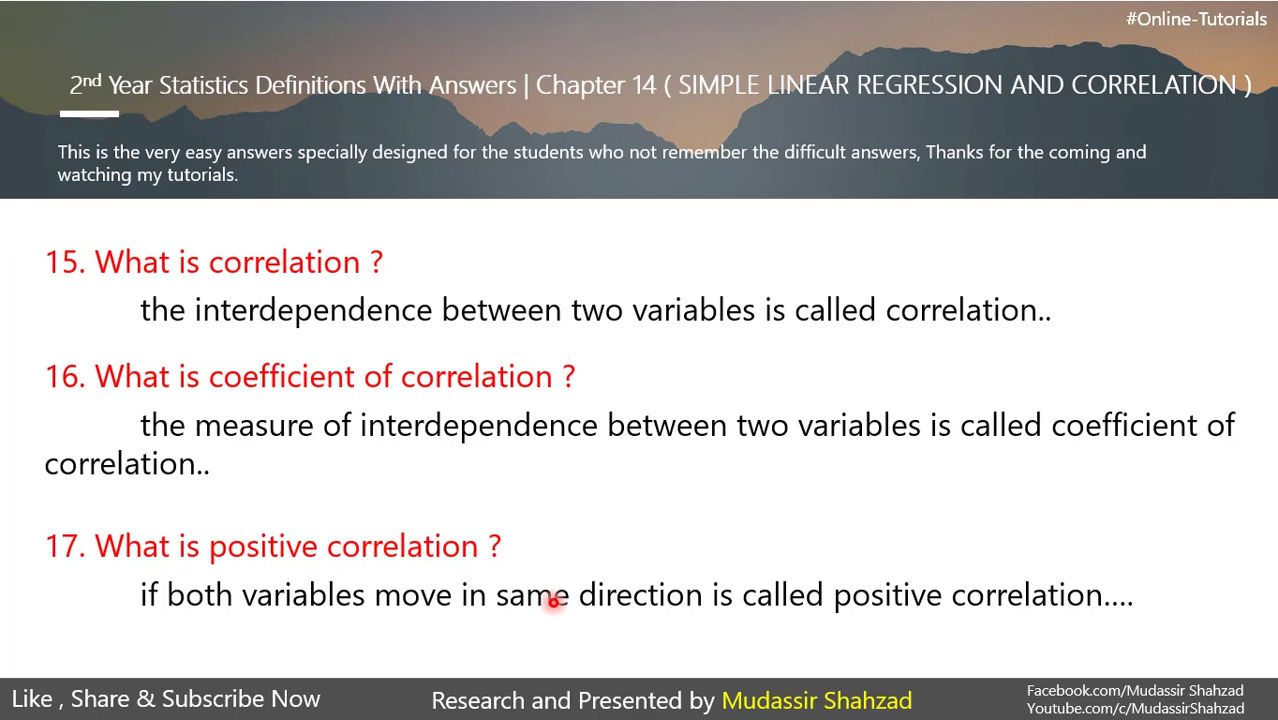 #Online-Tutorials
2nd Year Statistics Definitions With Answers | Chapter 14 ( SIMPLE LINEAR REGRESSION AND CORRELATION )
This is the very easy answers specially designed for the students who not remember the difficult answers, Thanks for the coming and
watching my tutorials.
15. What is correlation ?
the interdependence between two variables is called correlation..
16. What is coefficient of correlation ?
the measure of interdependence between two variables is called coefficient of
correlation..
17. What is positive correlation ?
if both variables move in same direction is called positive correlation....
Like , Share & Subscribe Now
Research and Presented by Mudassir Shahzad
Facebook.com/Mudassir Shahzad
Youtube.com/c/MudassirShahzad